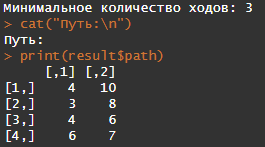 Минимальное количество ходов: 3
> cat("Путь:\n")
Путь:
> print(result$path)
     [,1] [,2]
[1,]    4   10
[2,]    3    8
[3,]    4    6
[4,]    6    7